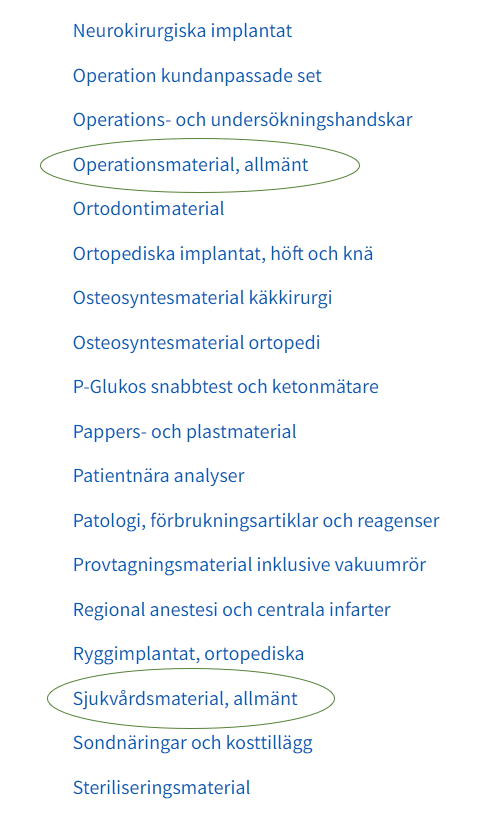 Neurokirurgiska implantat
Operation kundanpassade set
Operations- och undersökningshandskar
Operationsmaterial, allmänt
Ortodontimaterial
Ortopediska implantat, höft och knä
Osteosyntesmaterial käkkirurgi
Osteosyntesmaterial ortopedi
P-Glukos snabbtest och ketonmätare
Pappers- och plastmaterial
Patientnära analyser
Patologi, förbrukningsartiklar och reagenser
Provtagningsmaterial inklusive vakuumrör
Regional anestesi och centrala infarter
Ryggimplantat, ortopediska
Sjukvårdsmaterial, allmänt
Sondnäringar och kosttillägg
Steriliseringsmaterial